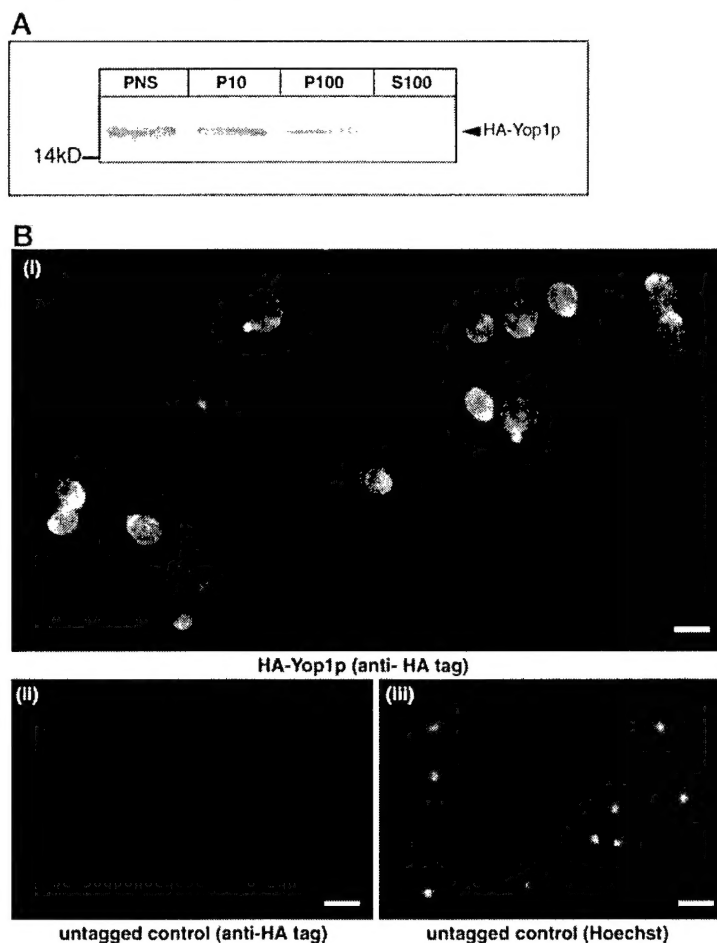 A
PNS P10 P100 S100
HA-Yop1p
14kD
B
(i)
HA-Yop1p (anti- HA tag)
(ii) (iii)
untagged control (anti-HA tag) untagged control (Hoechst)